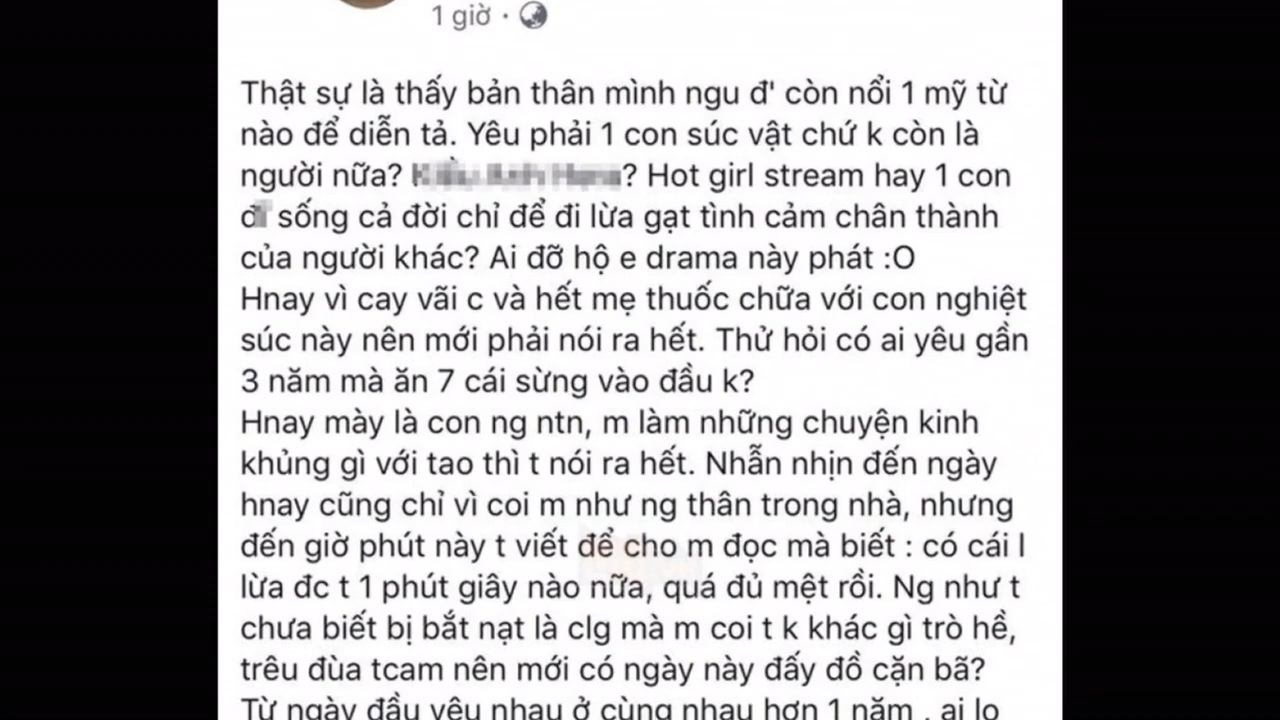 1 giờ ·
Thật sự là thấy bản thân mình ngu đ' còn nổi 1 mỹ từ
nào để diễn tả. Yêu phải 1 con súc vật chứ k còn là
người nữa? ? Hot girl stream hay 1 con
sống cả đời chỉ để đi lừa gạt tình cảm chân thành
của người khác? Ai đỡ hộ e drama này phát :O
Hnay vì cay vãi c và hết mẹ thuốc chữa với con nghiệt
súc này nên mới phải nói ra hết. Thử hỏi có ai yêu gần
3 năm mà ăn 7 cái sừng vào đầu k?
Hnay mày là con ng ntn, m làm những chuyện kinh
khủng gì với tao thì t nói ra hết. Nhẫn nhịn đến ngày
hnay cũng chỉ vì coi m như ng thân trong nhà, nhưng
đến giờ phút này t viết để cho m đọc mà biết : có cái l
lừa đc t 1 phút giây nào nữa, quá đủ mệt rồi. Ng như t
chưa biết bị bắt nạt là clg mà m coi t k khác gì trò hề,
trêu đùa tcam nên mới có ngày này đấy đồ cặn bã?
Từ ngày đầu yêu nhau ở cùng nhau hơn 1 năm , ai lo